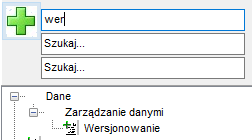 wer
Szukaj...
Szukaj...
Dane
Zarządzanie danymi
Wersjonowanie